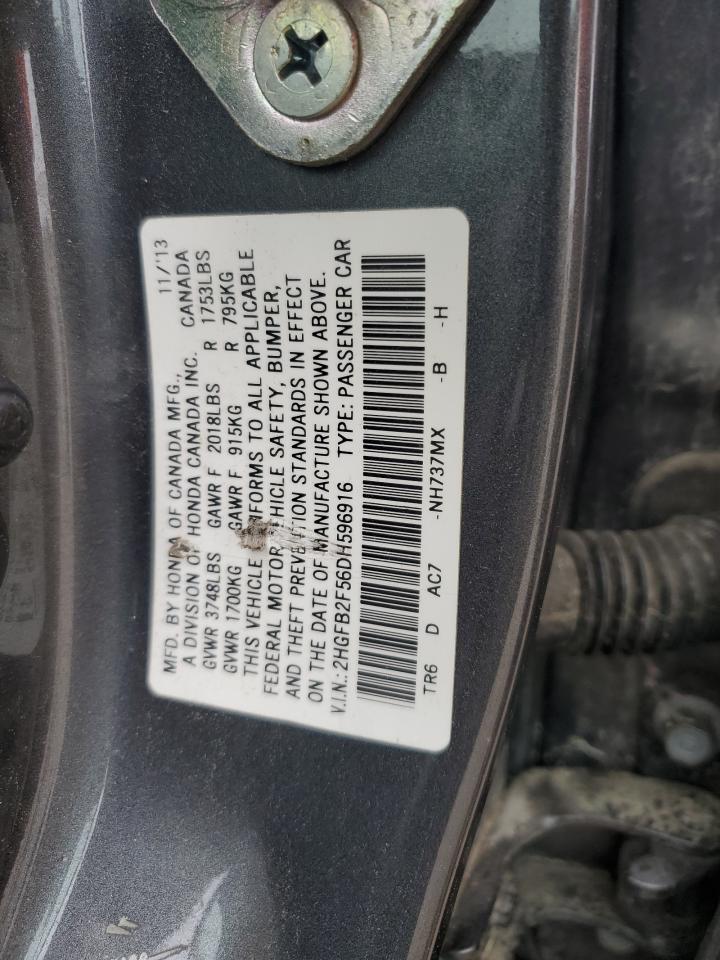 11/'13
MFD. BY HONDA OF CANADA MFG.,
A DIVISION OF HONDA CANADA INC. CANADA
GVWR 3748LBS GAWR F 2018LBS R 1753LBS
GVWR 1700KG GAWR F 915KG R 795KG
THIS VEHICLE CONFORMS TO ALL APPLICABLE
FEDERAL MOTOR VEHICLE SAFETY, BUMPER,
AND THEFT PREVENTION STANDARDS IN EFFECT
ON THE DATE OF MANUFACTURE SHOWN ABOVE.
V.I.N.: 2HGFB2F56DH596916 TYPE: PASSENGER CAR
TR6 D AC7 -NH737MX -B -H